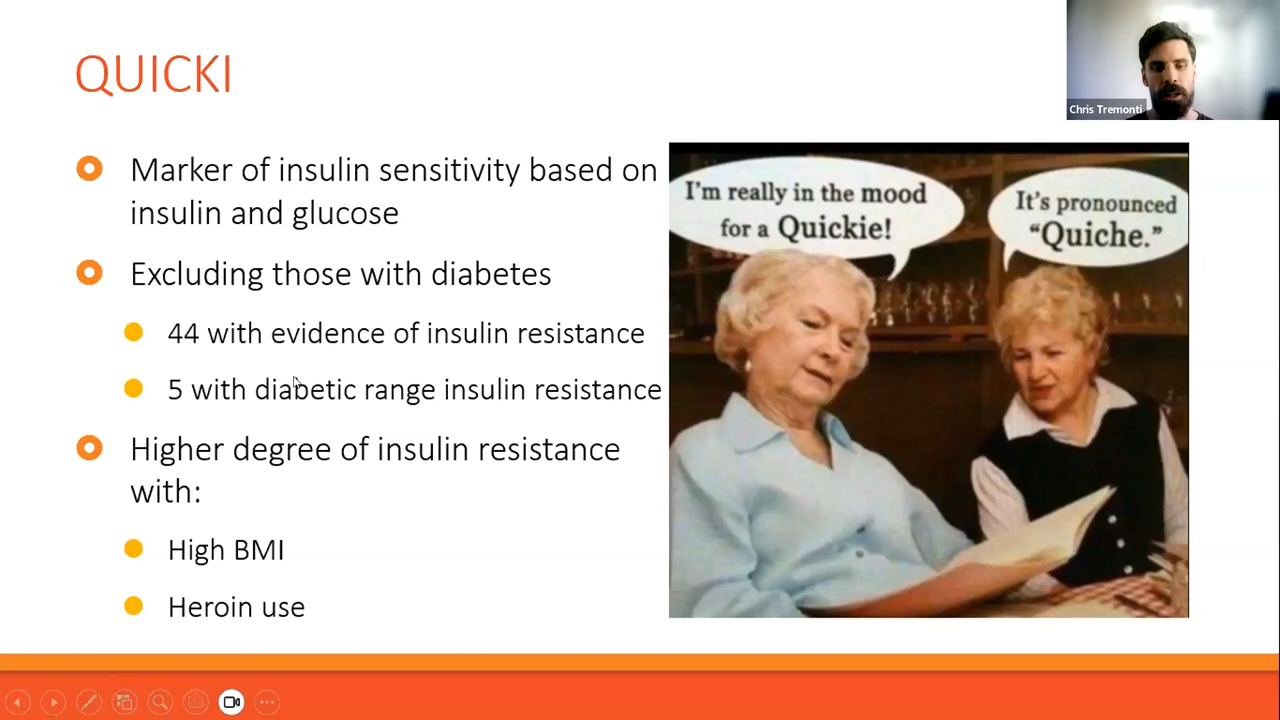 QUICKI
Marker of insulin sensitivity based on
insulin and glucose
Excluding those with diabetes
44 with evidence of insulin resistance
5 with diabetic range insulin resistance
Higher degree of insulin resistance
with:
High BMI
Heroin use
I'm really in the mood
for a Quickie!
It's pronounced
“Quiche.”
Chris Tremonti